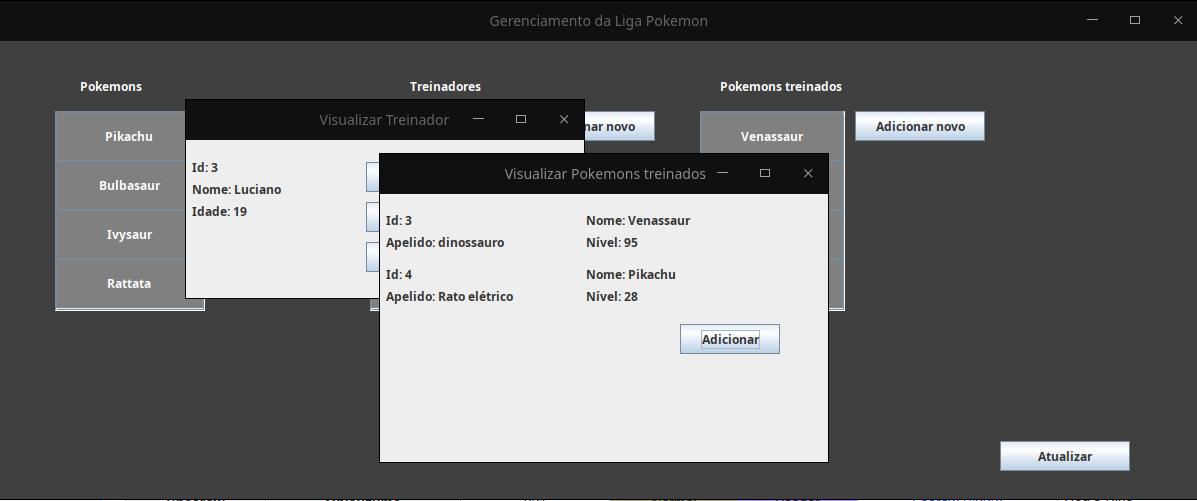 Gerenciamento da Liga Pokemon
Pokemons
Treinadores
Pokemons treinados
Pikachu
Bulbasaur
Ivysaur
Rattata
novo
Venassaur
Adicionar novo
Visualizar Treinador
Id: 3
Nome: Luciano
Idade: 19
Visualizar Pokemons treinados
Id: 3 Nome: Venassaur
Apelido: dinossauro Nível: 95
Id: 4 Nome: Pikachu
Apelido: Rato elétrico Nível: 28
Adicionar
Atualizar